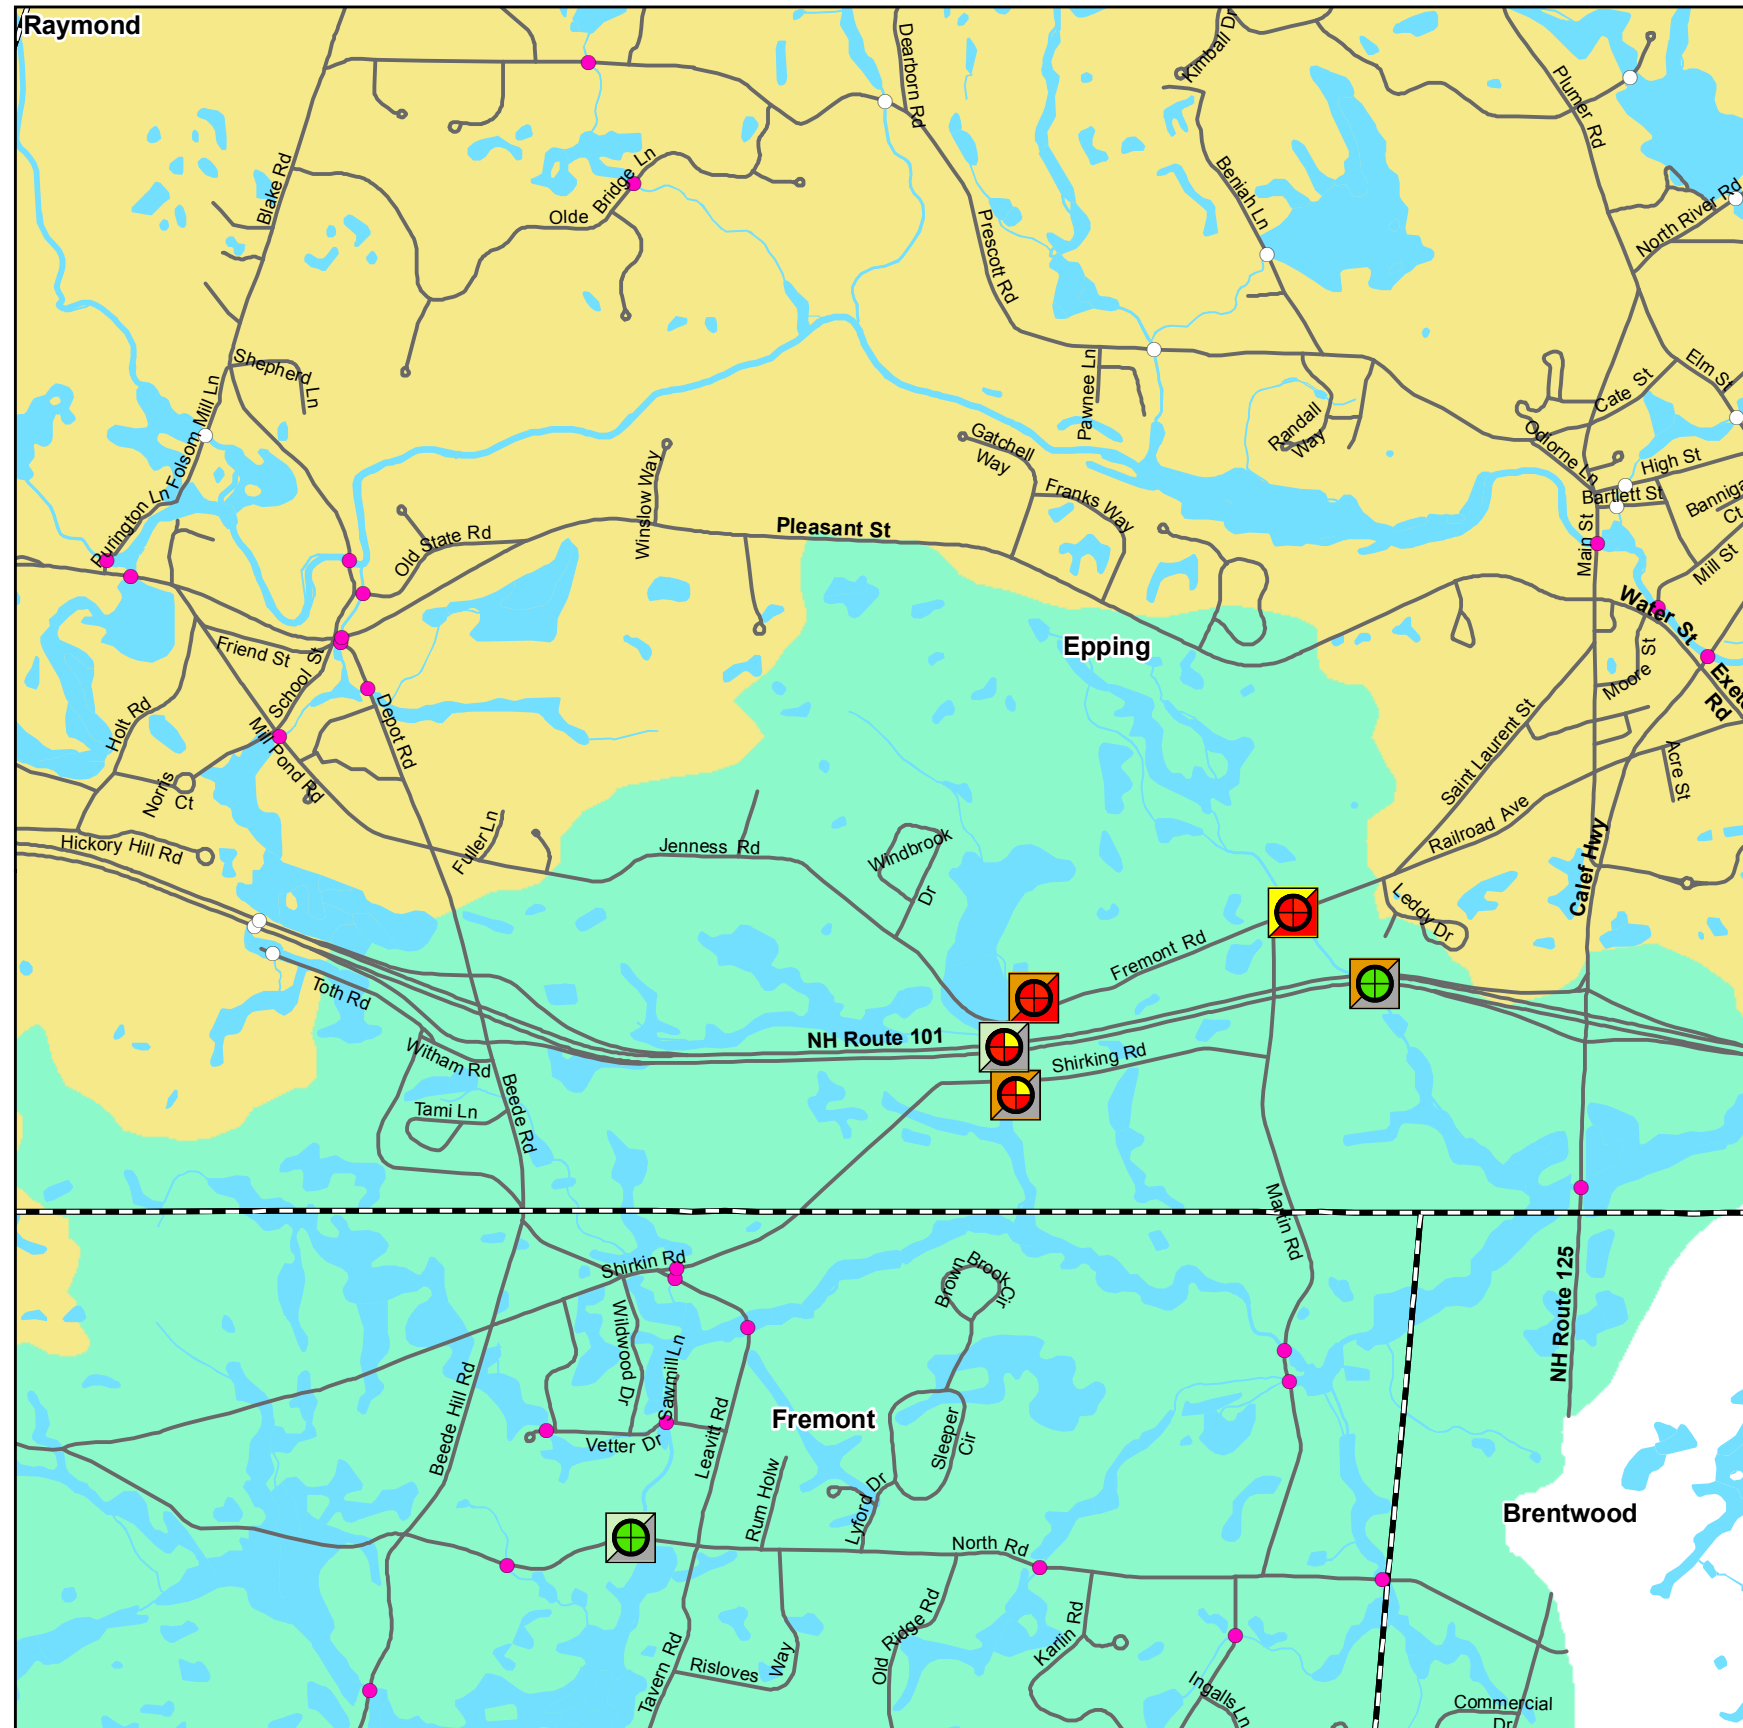 Raymond
Dearborn Rd
Kimball Dr
Plumer Rd
Blake Rd
Olde Bridge Ln
Beniah Ln
North River Rd
Prescott Rd
Shepherd Ln
Pawnee Ln
Elm St
Cate St
Folsom Mill Ln
Randall
Way
Gatchell
Way
Odlorne Ln
High St
Winslow Way
Franks Way
Bartlett St
Purington Ln
Old State Rd
Pleasant St
Main St
Ct
Mill St
Water St
Friend St
School St
Epping
Moore St
Rd
Holt Rd
Mill Pond Rd
Depot Rd
Saint Laurent St
Acre St
Norris
Ct
Fuller Ln
Jenness Rd
Windbrook
Dr
Railroad Ave
Hickory Hill Rd
Calef Hwy
Leddy Dr
Fremont Rd
Toth Rd
NH Route 101
Witham Rd
Shirking Rd
Tami Ln
Beede Rd
Martin Rd
Shirkin Rd
Brown
Brook
Cir
NH Route 125
Wildwood Dr
Sawmill Ln
Beede Hill Rd
Leavitt Rd
Fremont
Sleeper
Cir
Vetter Dr
Rum Holw
Lyford Dr
Brentwood
North Rd
Old Ridge Rd
Karlin Rd
Tavern Rd
Risloves Way
Ingalls Ln
Commercial
Dr